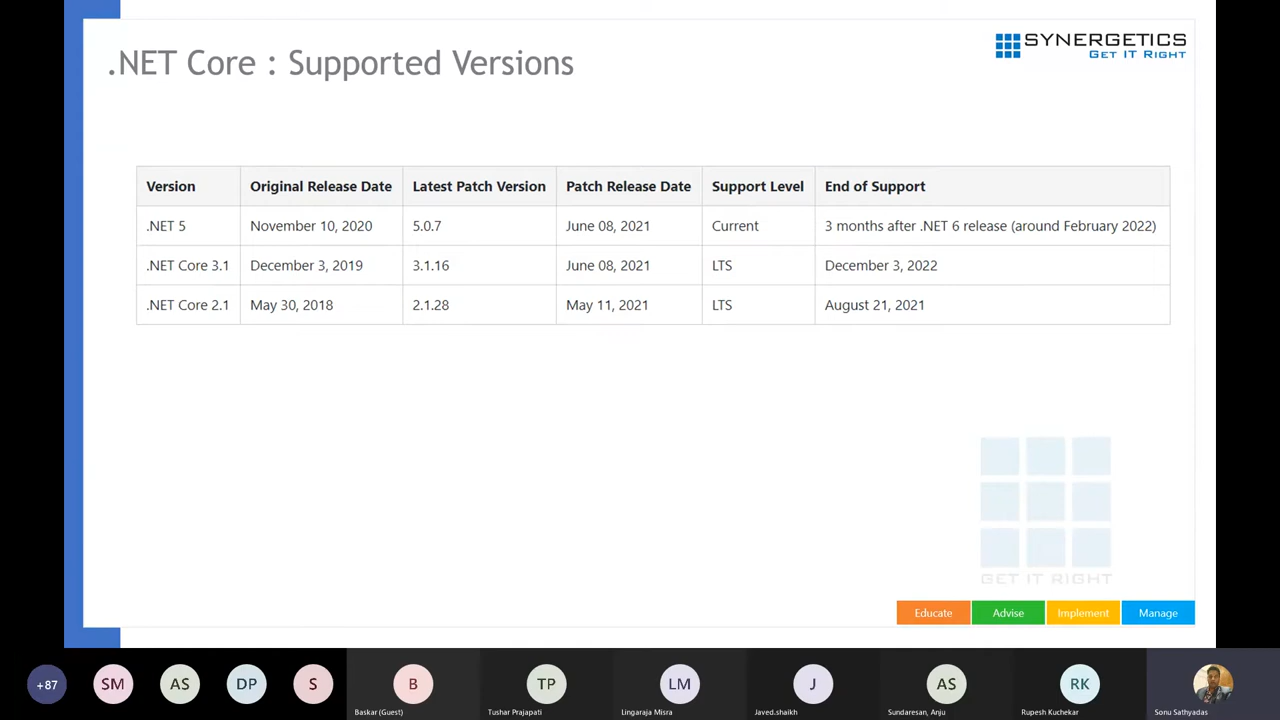 .NET Core : Supported Versions
SYNERGETICS
GET IT RIGHT
Version Original Release Date Latest Patch Version Patch Release Date Support Level End of Support
.NET 5 November 10, 2020 5.0.7 June 08, 2021 Current 3 months after .NET 6 release (around February 2022)
.NET Core 3.1 December 3, 2019 3.1.16 June 08, 2021 LTS December 3, 2022
.NET Core 2.1 May 30, 2018 2.1.28 May 11, 2021 LTS August 21, 2021
GET IT RIGHT
Educate Advise Implement Manage
+87 SM AS DP S B TP LM J AS RK
Baskar (Guest) Tushar Prajapati Lingaraja Misra Javed.shaikh Sundaresan, Anju Rupesh Kuchekar Sonu Sathyadas